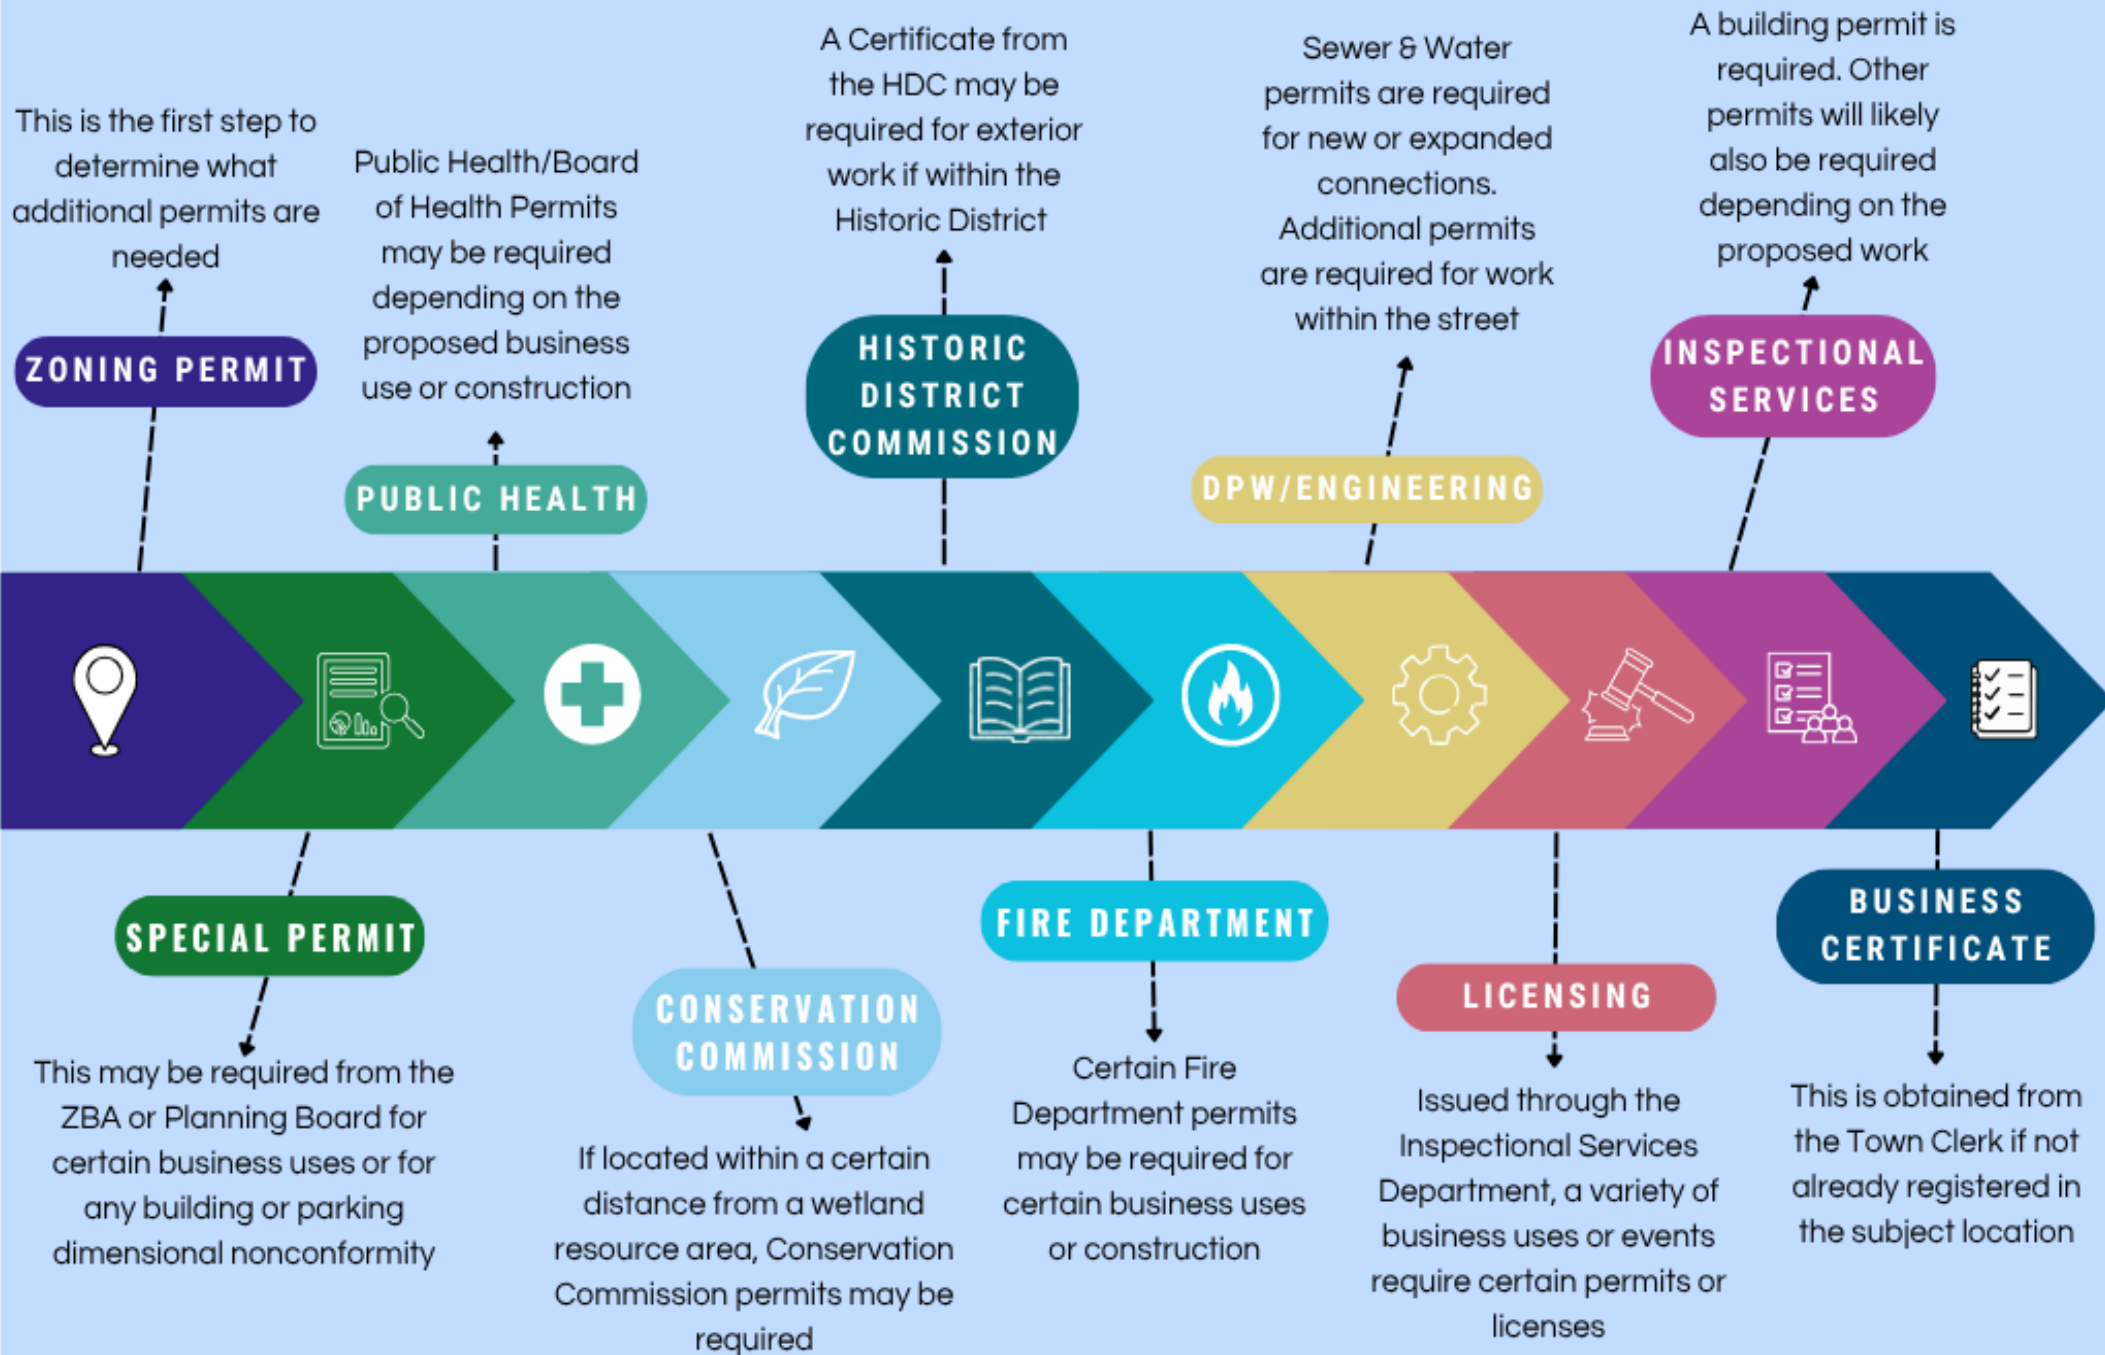 This is the first step to
determine what
additional permits are
needed
ZONING PERMIT
Public Health/Board
of Health Permits
may be required
depending on the
proposed business
use or construction
PUBLIC HEALTH
A Certificate from
the HDC may be
required for exterior
work if within the
Historic District
HISTORIC
DISTRICT
COMMISSION
Sewer & Water
permits are required
for new or expanded
connections.
Additional permits
are required for work
within the street
DPW/ENGINEERING
A building permit is
required. Other
permits will likely
also be required
depending on the
proposed work
INSPECTIONAL
SERVICES
SPECIAL PERMIT
This may be required from the
ZBA or Planning Board for
certain business uses or for
any building or parking
dimensional nonconformity
CONSERVATION
COMMISSION
If located within a certain
distance from a wetland
resource area, Conservation
Commission permits may be
required
FIRE DEPARTMENT
Certain Fire
Department permits
may be required for
certain business uses
or construction
LICENSING
Issued through the
Inspectional Services
Department, a variety of
business uses or events
require certain permits or
licenses
BUSINESS
CERTIFICATE
This is obtained from
the Town Clerk if not
already registered in
the subject location